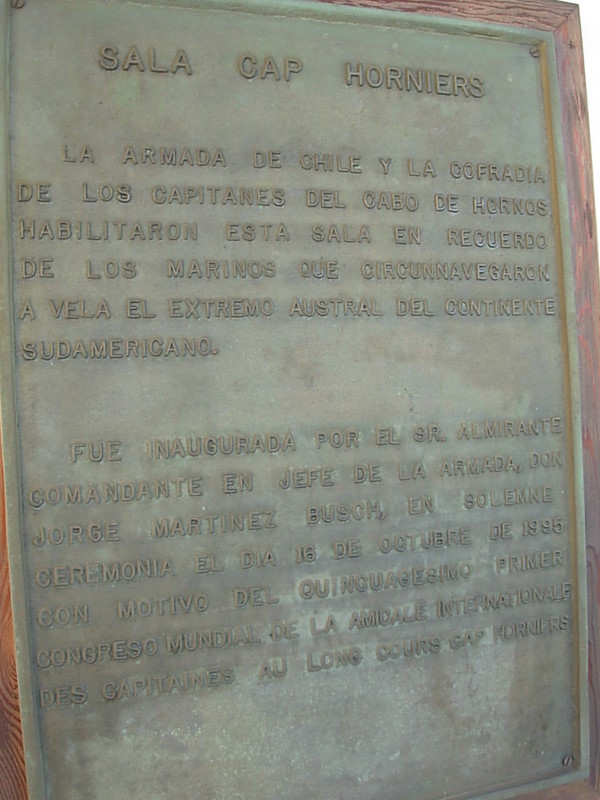 SALA CAP HORNIERS
LA ARMADA DE CHILE Y LA COFRADIA
DE LOS CAPITANES DEL CABO DE HORNOS,
HABILITARON ESTA SALA EN RECUERDO
DE LOS MARINOS QUE CIRCUNNAVEGARON
A VELA EL EXTREMO AUSTRAL DEL CONTINENTE
SUDAMERICANO.
FUE INAUGURADA POR EL SR. ALMIRANTE
COMANDANTE EN JEFE DE LA ARMADA, DON
JORGE MARTINEZ BUSCH, EN SOLEMNE
CEREMONIA EL DIA 16 DE OCTUBRE DE 1995
CON MOTIVO DEL QUINCUAGESIMO PRIMER
CONGRESO MUNDIAL DE LA AMICALE INTERNATIONALE
DES CAPITAINES AU LONG COURS CAP HORNIERS